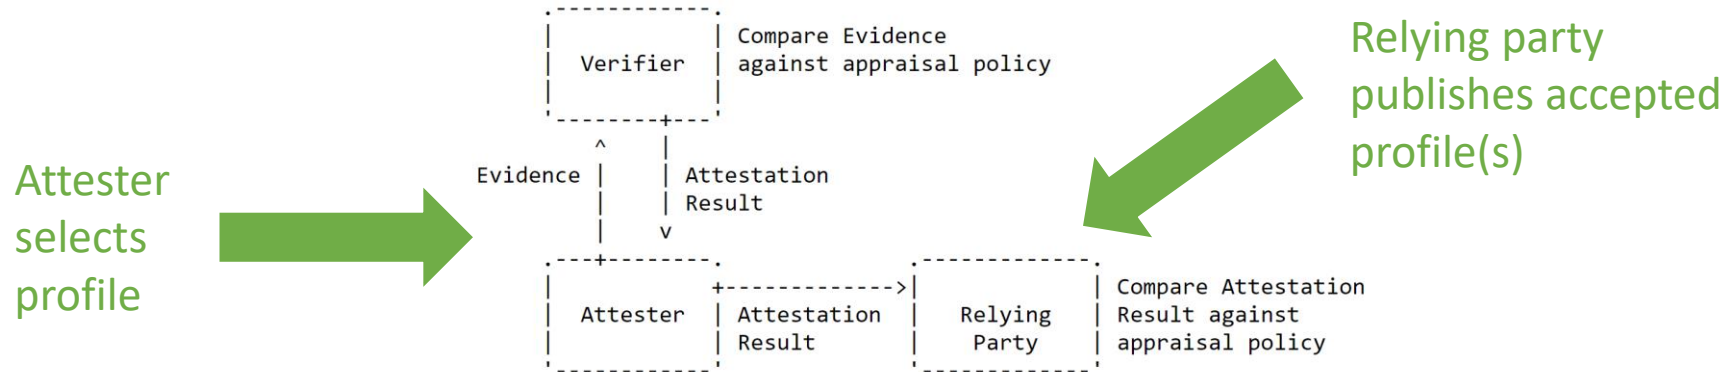 Verifier
Compare Evidence
against appraisal policy
Relying party
publishes accepted
profile(s)
Attester
selects
profile
Evidence
Attestation
Result
Attester
Attestation
Result
Relying
Party
Compare Attestation
Result against
appraisal policy